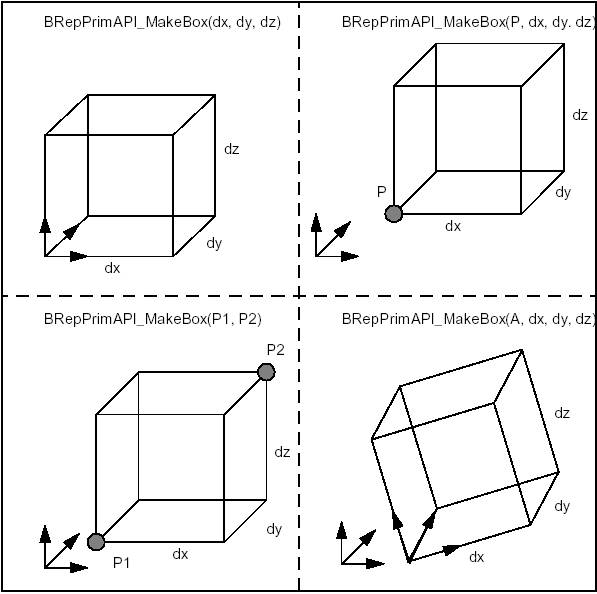 BRepPrimAPI_MakeBox(dx, dy, dz)
dz
dy
dx
BRepPrimAPI_MakeBox(P, dx, dy. dz)
dz
P
dy
dx
BRepPrimAPI_MakeBox(P1, P2)
P2
dz
dy
dx
P1
BRepPrimAPI_MakeBox(A, dx, dy, dz)
dz
dy
dx